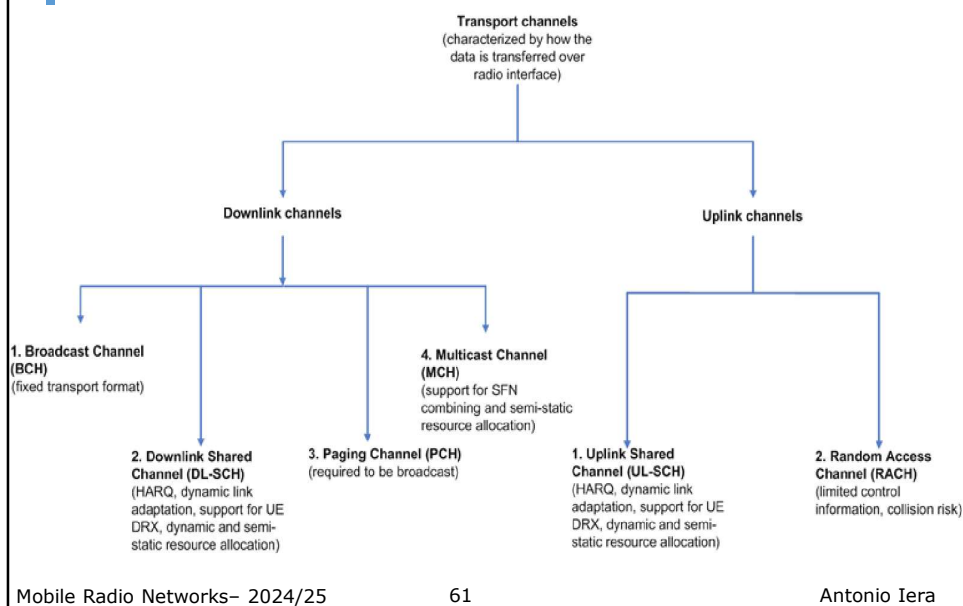 Transport channels
(characterized by how the
data is transferred over
radio interface)
Downlink channels
Uplink channels
1. Broadcast Channel
(BCH)
(fixed transport format)
2. Downlink Shared
Channel (DL-SCH)
(HARQ, dynamic link
adaptation, support for UE
DRX, dynamic and semi-
static resource allocation)
3. Paging Channel (PCH)
(required to be broadcast)
4. Multicast Channel
(MCH)
(support for SFN
combining and semi-static
resource allocation)
1. Uplink Shared
Channel (UL-SCH)
(HARQ, dynamic link
adaptation, support for UE
DRX, dynamic and semi-
static resource allocation)
2. Random Access
Channel (RACH)
(limited control
information, collision risk)
Mobile Radio Networks– 2024/25 61 Antonio Iera